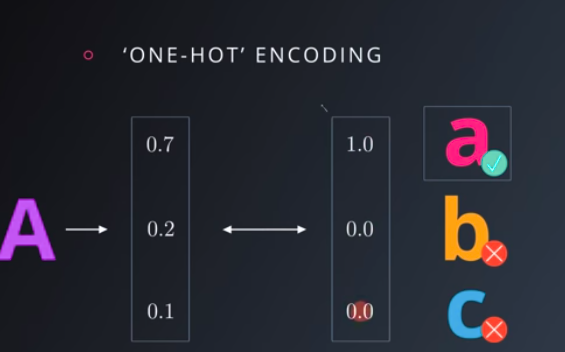 'ONE-HOT' ENCODING
0.7 1.0 a
A 0.2 0.0 b
0.1 0.0 c